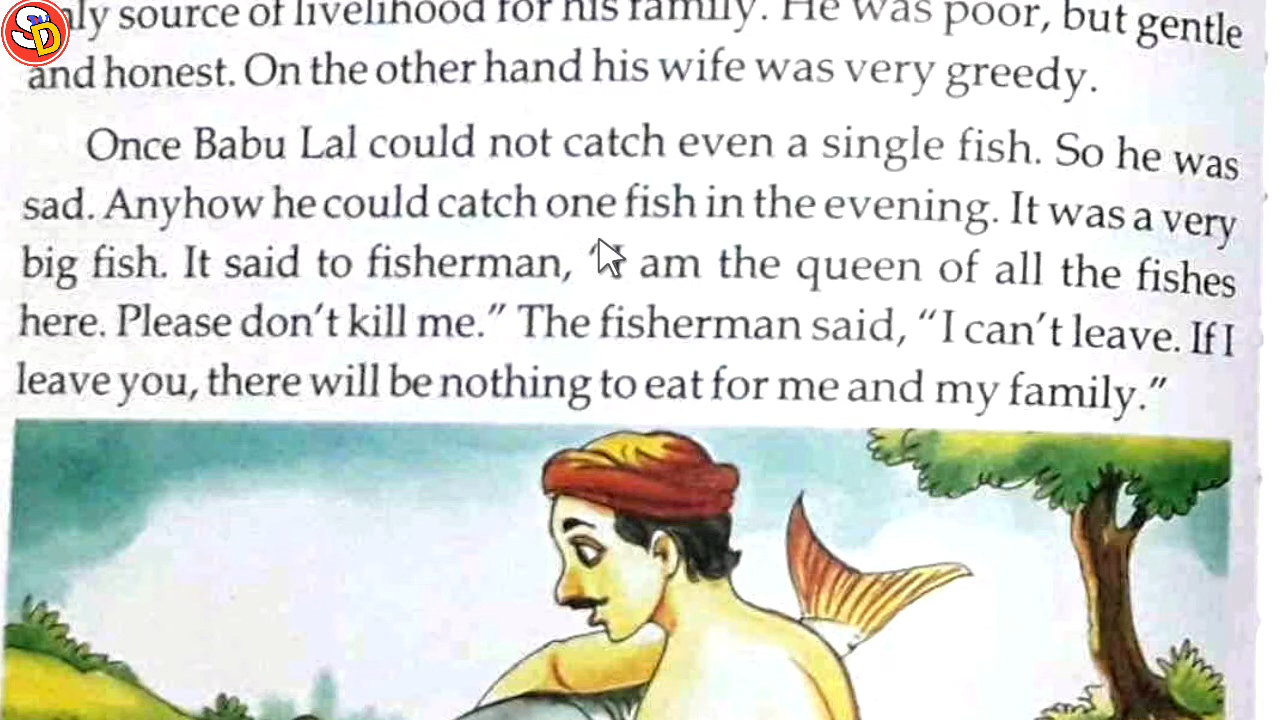 SD
source of livelihood for his family. He was poor, but gentle
and honest. On the other hand his wife was very greedy.
Once Babu Lal could not catch even a single fish. So he was
sad. Anyhow he could catch one fish in the evening. It was a very
big fish. It said to fisherman, am the queen of all the fishes
here. Please don't kill me." The fisherman said, "I can't leave. If I
leave you, there will be nothing to eat for me and my family."